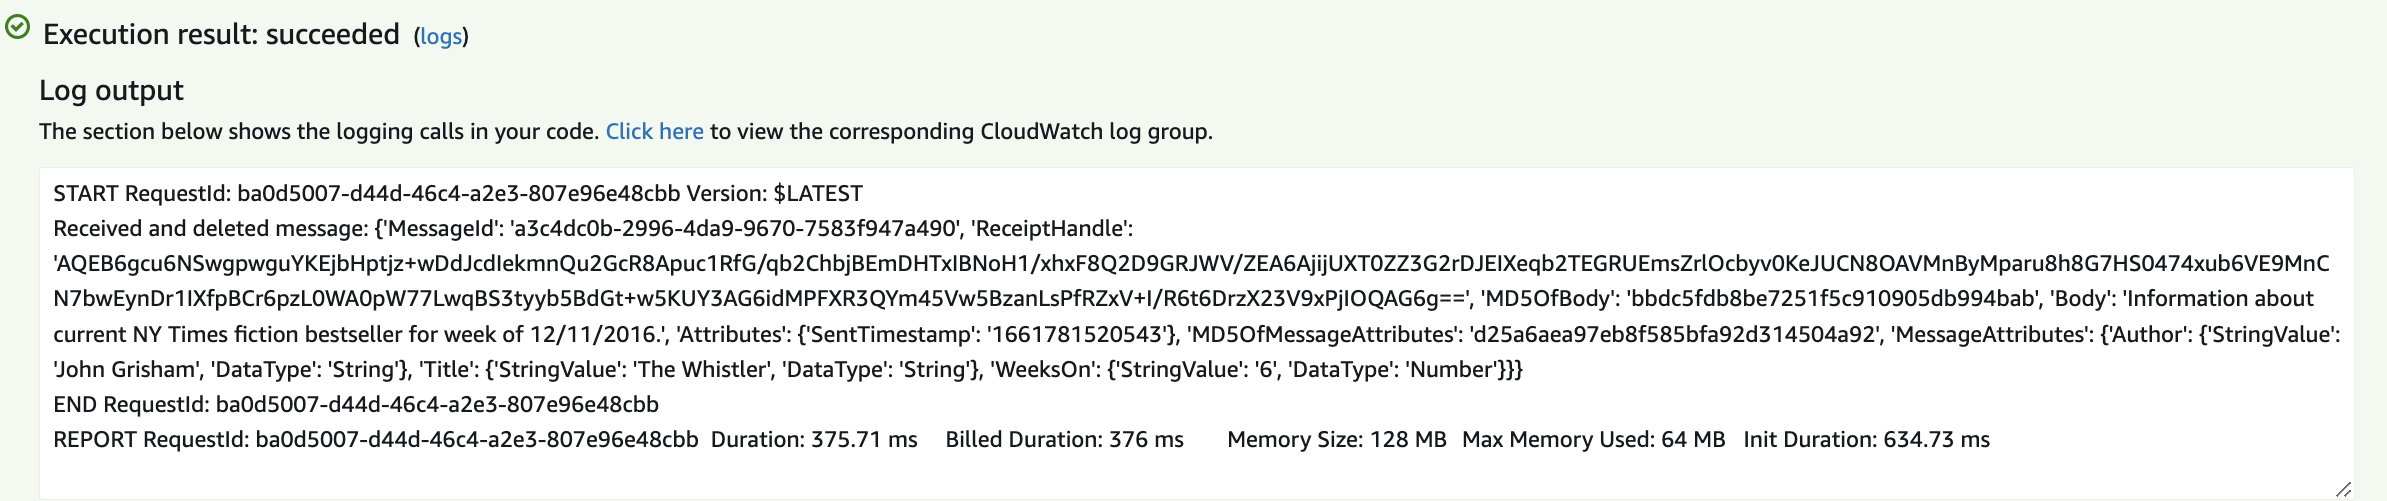 Execution result: succeeded (logs)
Log output
The section below shows the logging calls in your code. Click here to view the corresponding CloudWatch log group.
START RequestId: ba0d5007-d44d-46c4-a2e3-807e96e48cbb Version: $LATEST
Received and deleted message: {'MessageId': 'a3c4dc0b-2996-4da9-9670-7583f947a490', 'ReceiptHandle':
'AQEB6gcu6NSwgpwguYKEjbHptjz+wDdJcdIekmnQu2GcR8Apuc1RfG/qb2ChbjBEmDHTxIBNoH1/xhxF8Q2D9GRJWV/ZEA6AjijUXT0ZZ3G2rDJEIXeqb2TEGRUEmsZrlOcbyv0KeJUCN8OAVMnByMparu8h8G7HS0474xub6VE9MnC
N7bwEynDr1IXfpBCr6pzL0WA0pW77LwqBS3tyyb5BdGt+w5KUY3AG6idMPFXR3QYm45Vw5BzanLsPfRZxV+I/R6t6DrzX23V9xPjIOQAG6g==', 'MD5OfBody': 'bbdc5fdb8be7251f5c910905db994bab', 'Body': 'Information about
current NY Times fiction bestseller for week of 12/11/2016.', 'Attributes': {'SentTimestamp': '1661781520543'}, 'MD5OfMessageAttributes': 'd25a6aea97eb8f585bfa92d314504a92', 'MessageAttributes': {'Author': {'StringValue':
'John Grisham', 'DataType': 'String'}, 'Title': {'StringValue': 'The Whistler', 'DataType': 'String'}, 'WeeksOn': {'StringValue': '6', 'DataType': 'Number'}}}
END RequestId: ba0d5007-d44d-46c4-a2e3-807e96e48cbb
REPORT RequestId: ba0d5007-d44d-46c4-a2e3-807e96e48cbb Duration: 375.71 ms Billed Duration: 376 ms Memory Size: 128 MB Max Memory Used: 64 MB Init Duration: 634.73 ms